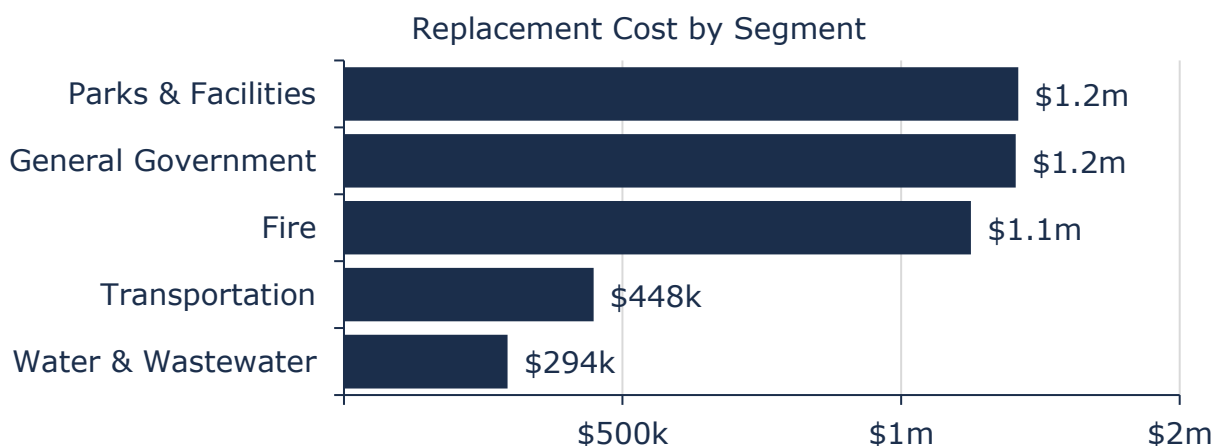 Replacement Cost by Segment
Parks & Facilities $1.2m
General Government $1.2m
Fire $1.1m
Transportation $448k
Water & Wastewater $294k
$500k $1m $2m